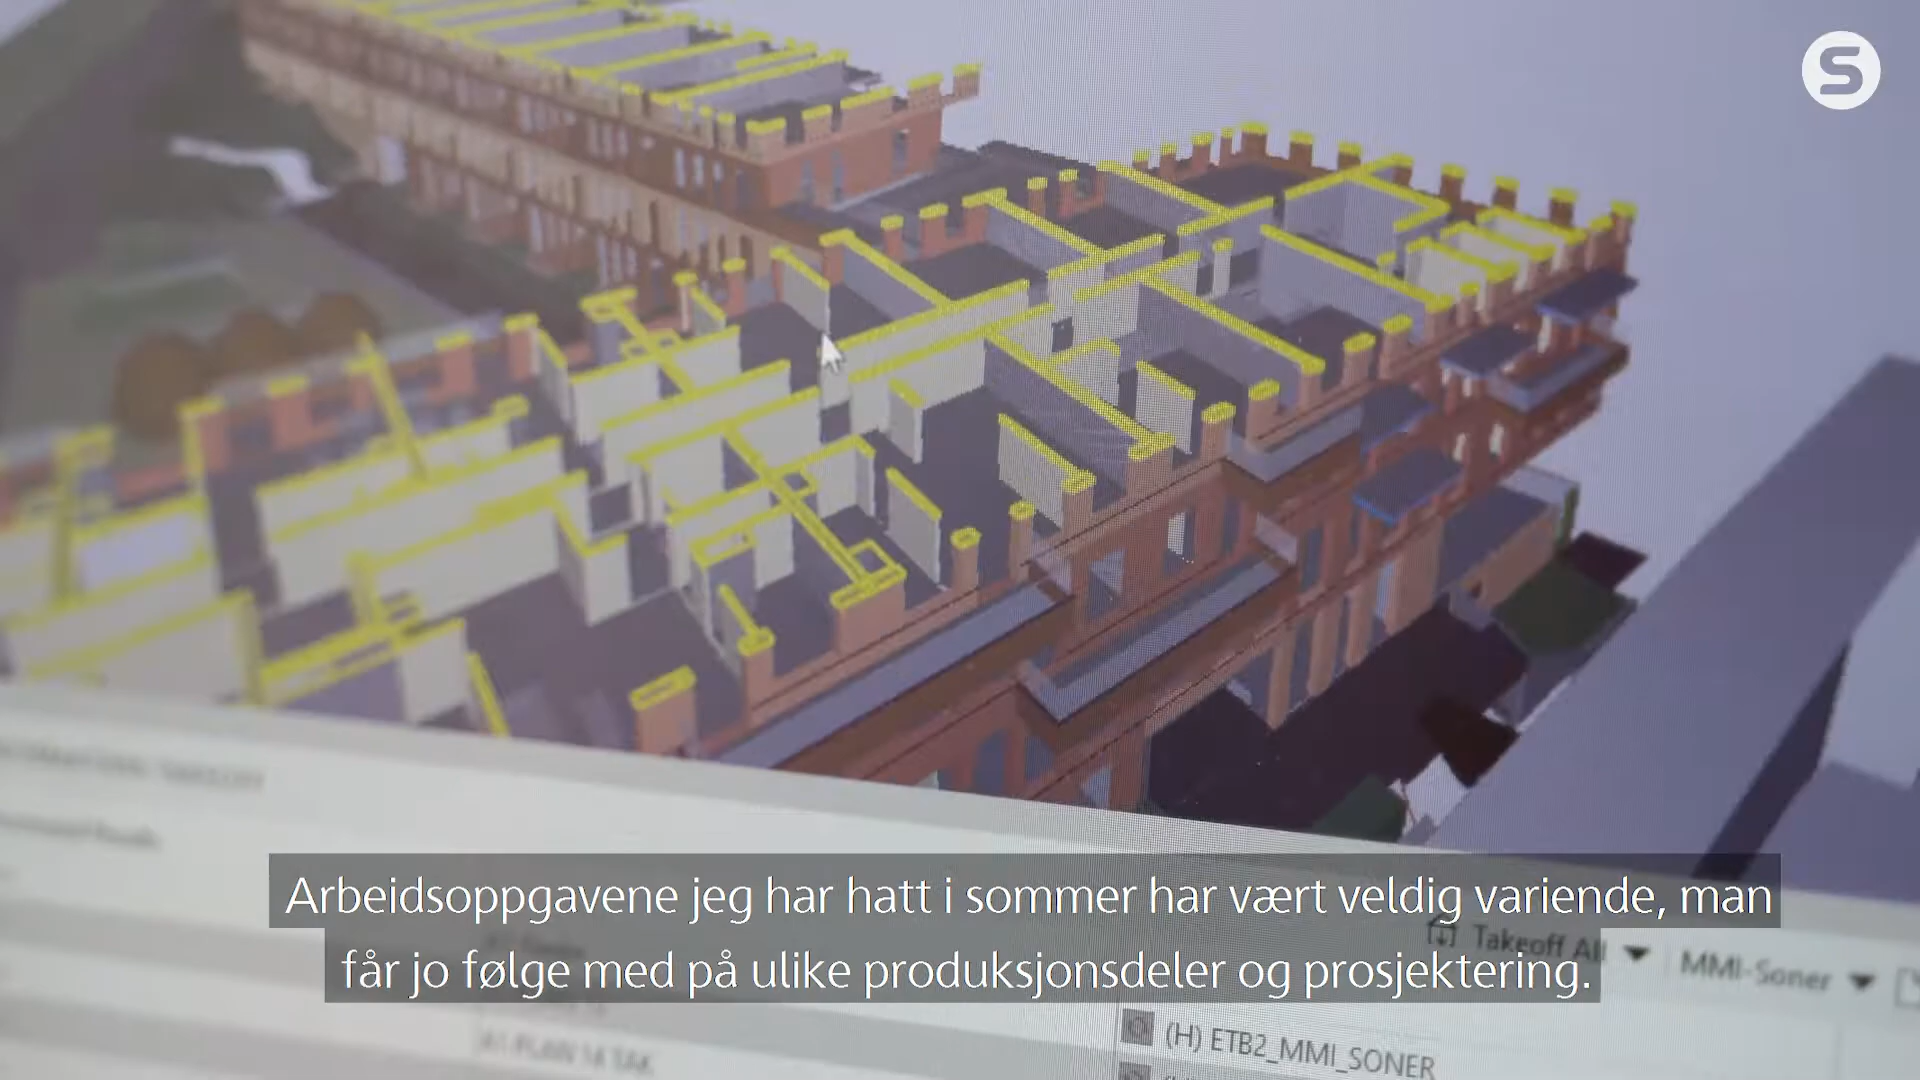 S
Arbeidsoppgavene jeg har hatt i sommer har vært veldig variende, man
får jo følge med på ulike produksjonsdeler og prosjektering.
Takeoff All
MMI-Soner
(H) ETB2_MMI_SONER